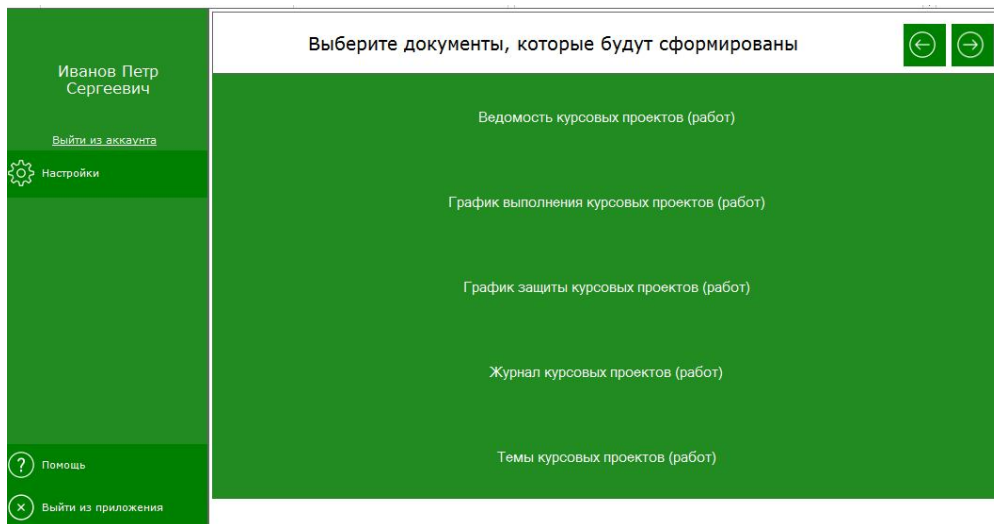 Иванов Петр
Сергеевич
Выйти из аккаунта
Настройки
Помощь
Выйти из приложения
Выберите документы, которые будут сформированы
Ведомость курсовых проектов (работ)
График выполнения курсовых проектов (работ)
График защиты курсовых проектов (работ)
Журнал курсовых проектов (работ)
Темы курсовых проектов (работ)